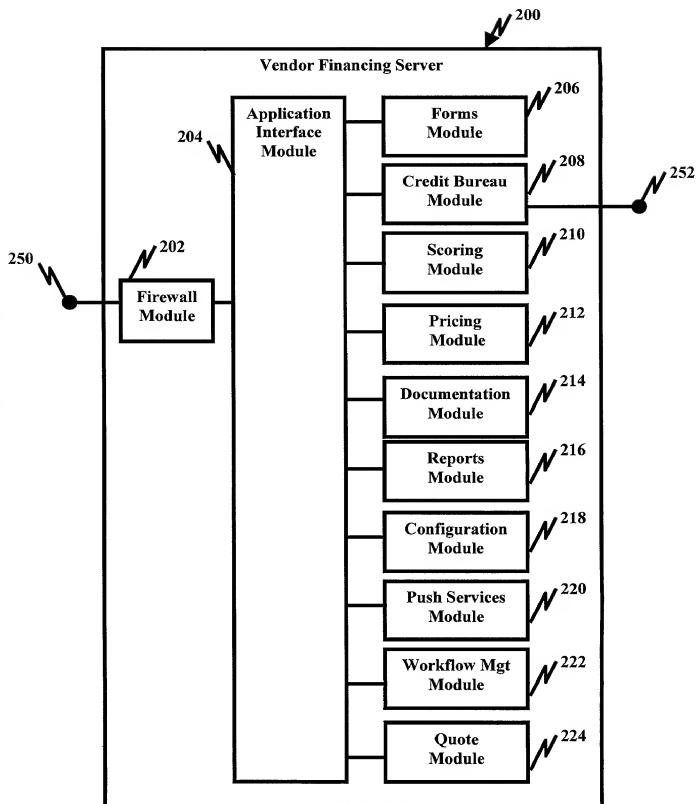 200
Vendor Financing Server
Application
Interface
Module
204
Forms
Module
206
Credit Bureau
Module
208
252
Scoring
Module
210
250
202
Firewall
Module
Pricing
Module
212
Documentation
Module
214
Reports
Module
216
Configuration
Module
218
Push Services
Module
220
Workflow Mgt
Module
222
Quote
Module
224